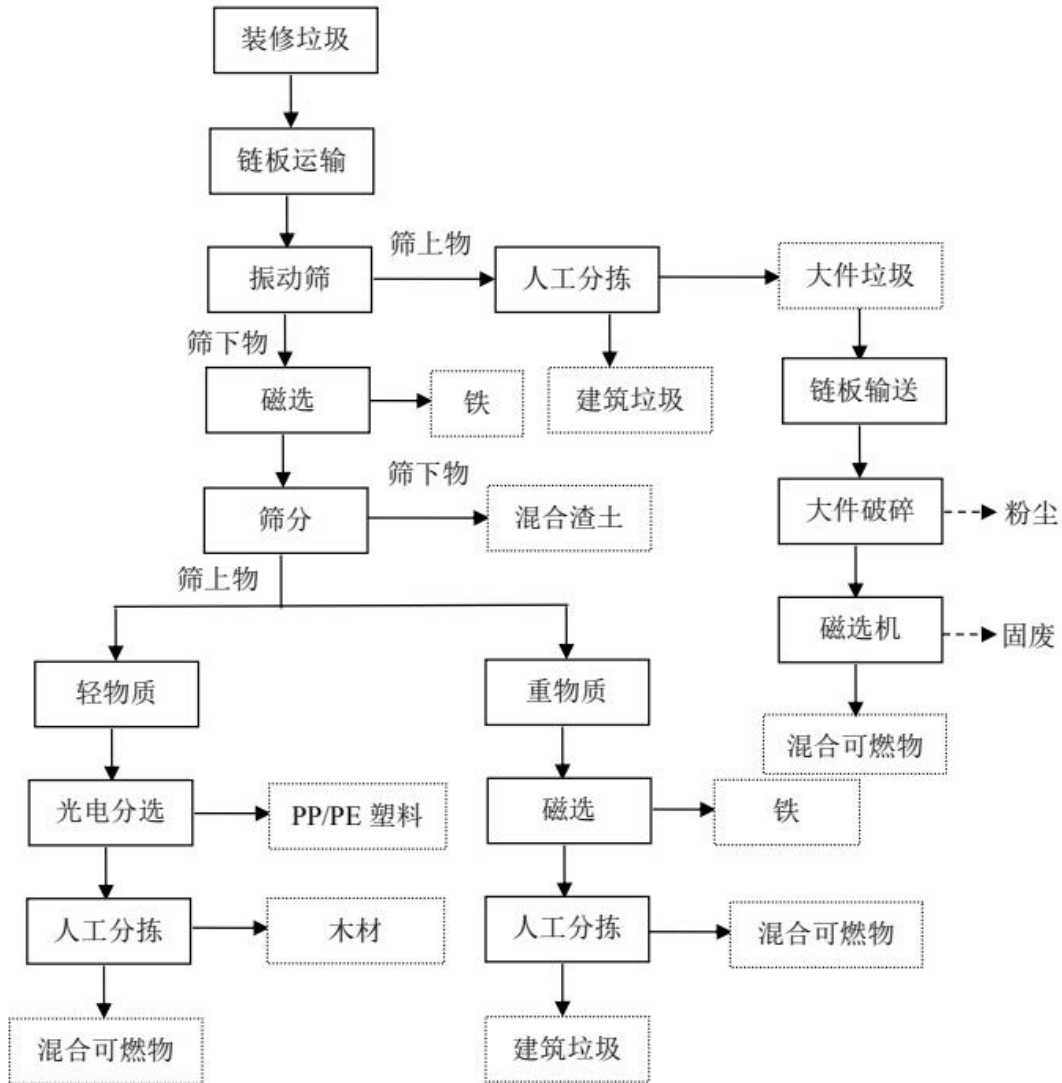 装修垃圾
链板运输
筛上物
振动筛
人工分拣
大件垃圾
筛下物
磁选
铁
建筑垃圾
链板输送
筛下物
筛分
混合渣土
大件破碎
粉尘
筛上物
磁选机
固废
轻物质
重物质
混合可燃物
光电分选
PP/PE 塑料
磁选
铁
人工分拣
木材
人工分拣
混合可燃物
混合可燃物
建筑垃圾